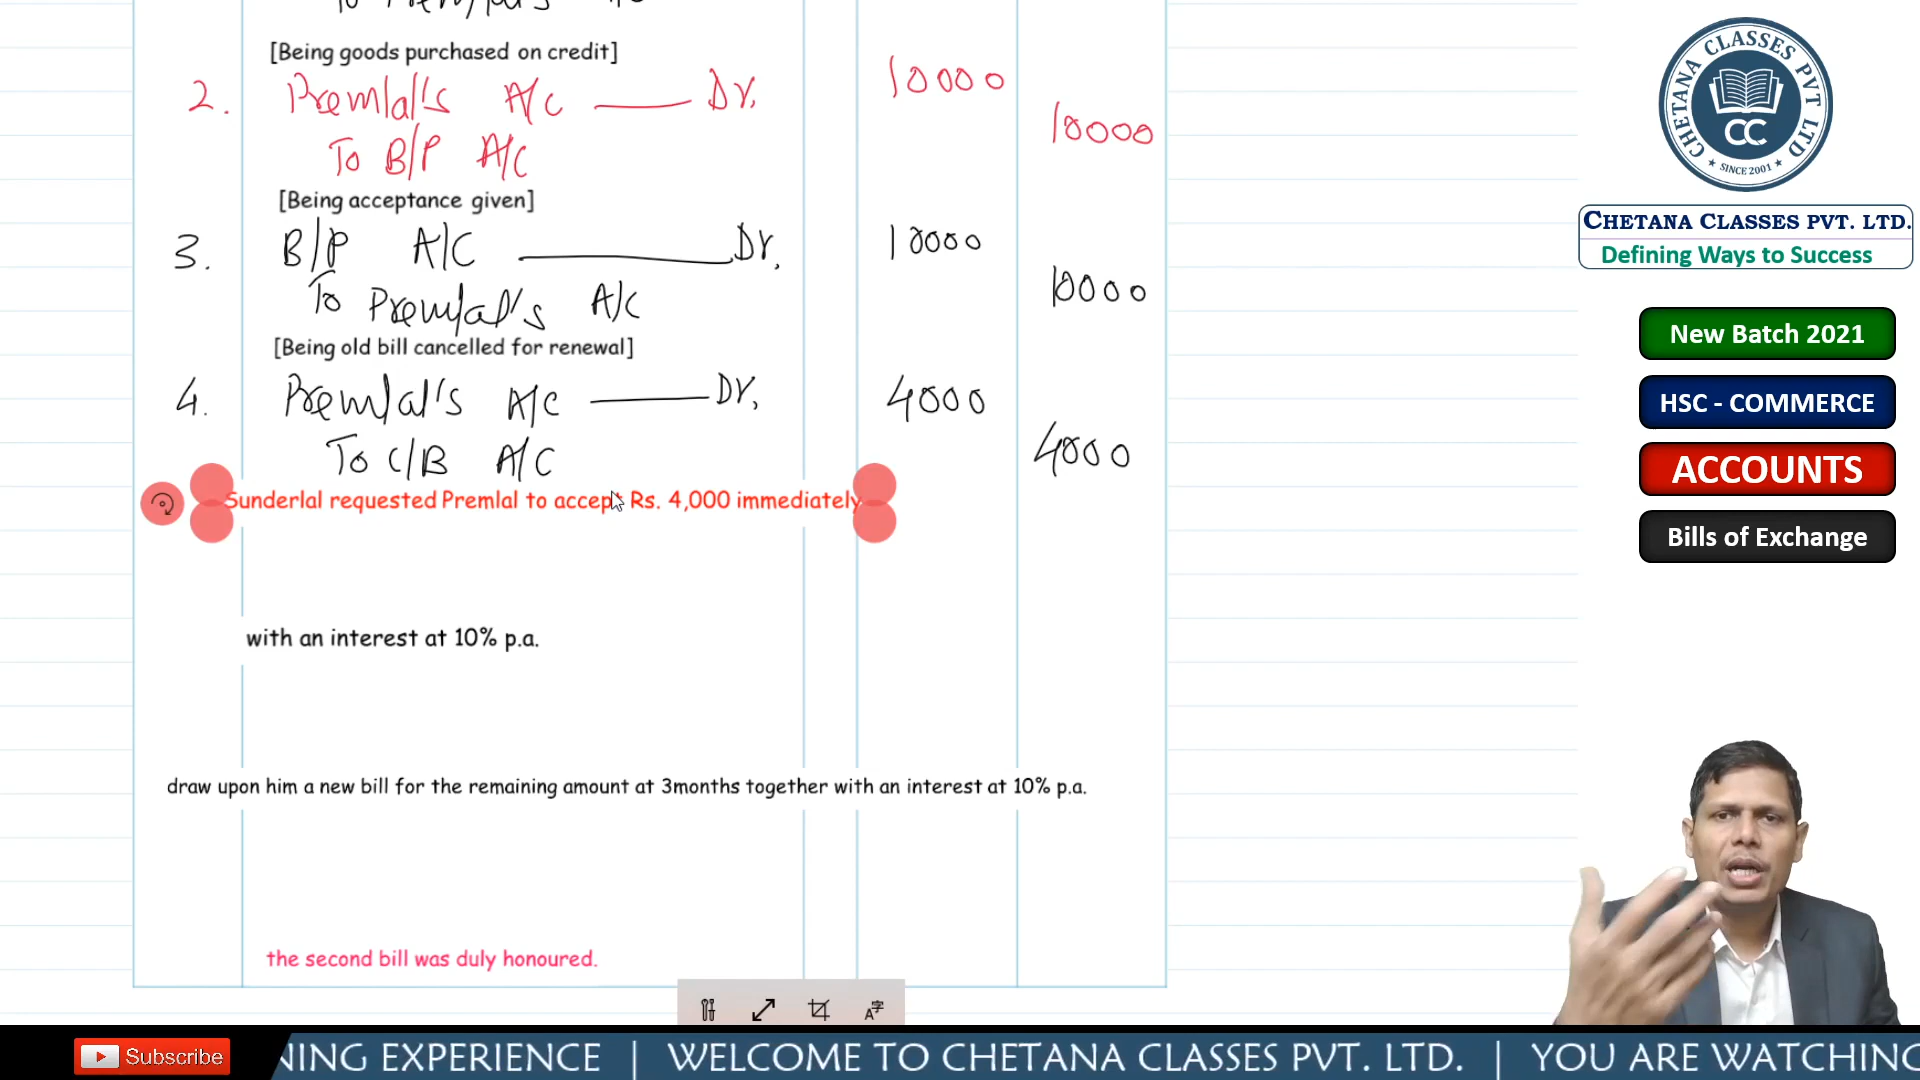 To Premlal's A/C
[Being goods purchased on credit]
2. Premlal's A/C Dr. 10000
To B/P A/C 10000
[Being acceptance given]
3. B/P A/C Dr. 10000
To Premlal's A/C 10000
[Being old bill cancelled for renewal]
4. Premlal's A/C Dr. 4000
To C/B A/C 4000
Sunderlal requested Premlal to accept Rs. 4,000 immediately
with an interest at 10% p.a.
draw upon him a new bill for the remaining amount at 3months together with an interest at 10% p.a.
the second bill was duly honoured.
CHETANA CLASSES PVT LTD
CC
SINCE 2001
CHETANA CLASSES PVT. LTD.
Defining Ways to Success
New Batch 2021
HSC - COMMERCE
ACCOUNTS
Bills of Exchange
Subscribe
NING EXPERIENCE | WELCOME TO CHETANA CLASSES PVT. LTD. | YOU ARE WATCHING